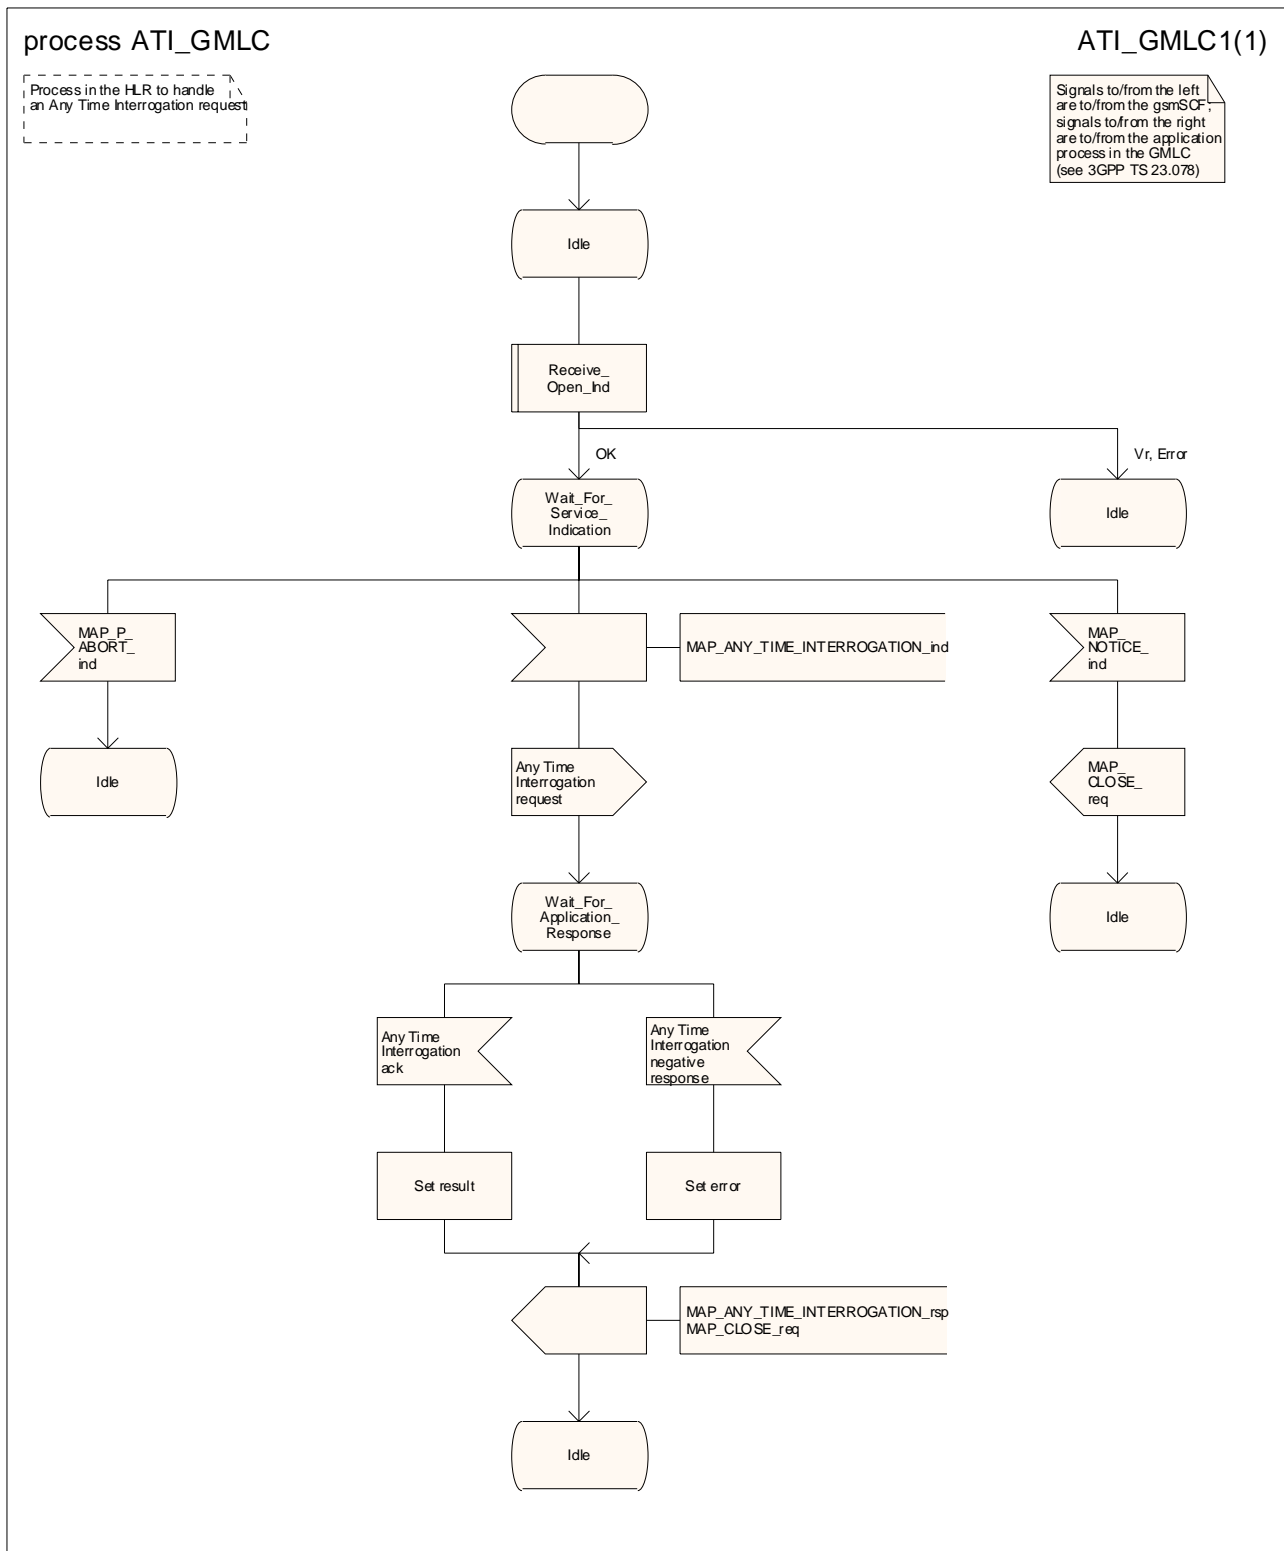 process ATI_GMLC
ATI_GMLC1(1)
Process in the HLR to handle
an Any Time Interrogation request
Signals to/from the left
are to/from the gsmSCF;
signals to/from the right
are to/from the application
process in the GMLC
(see 3GPP TS 23.078)
Idle
Receive_
Open_Ind
OK
Vr, Error
Wait_For_
Service_
Indication
Idle
MAP_P_
ABORT_
ind
MAP_ANY_TIME_INTERROGATION_ind
MAP_
NOTICE_
ind
Idle
Any Time
Interrogation
request
MAP_
CLOSE_
req
Wait_For_
Application_
Response
Idle
Any Time
Interrogation
ack
Any Time
Interrogation
negative
response
Set result
Set error
MAP_ANY_TIME_INTERROGATION_rsp
MAP_CLOSE_req
Idle